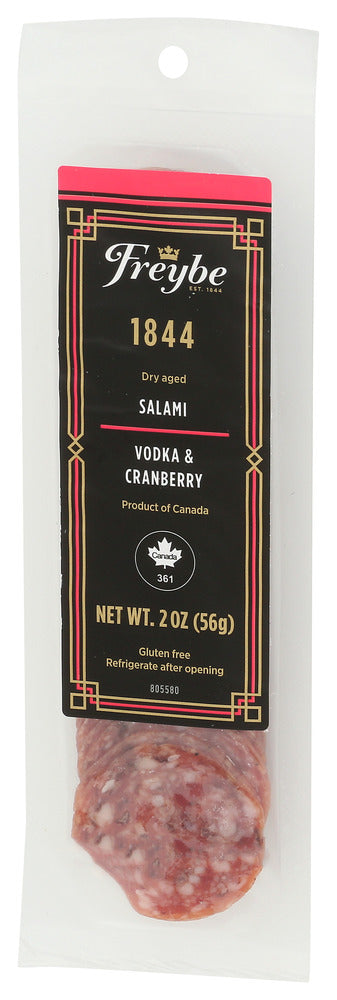 Freybe
EST. 1844
1844
Dry aged
SALAMI
VODKA &
CRANBERRY
Product of Canada
Canada
361
NET WT. 2 OZ (56g)
Gluten free
Refrigerate after opening
805580